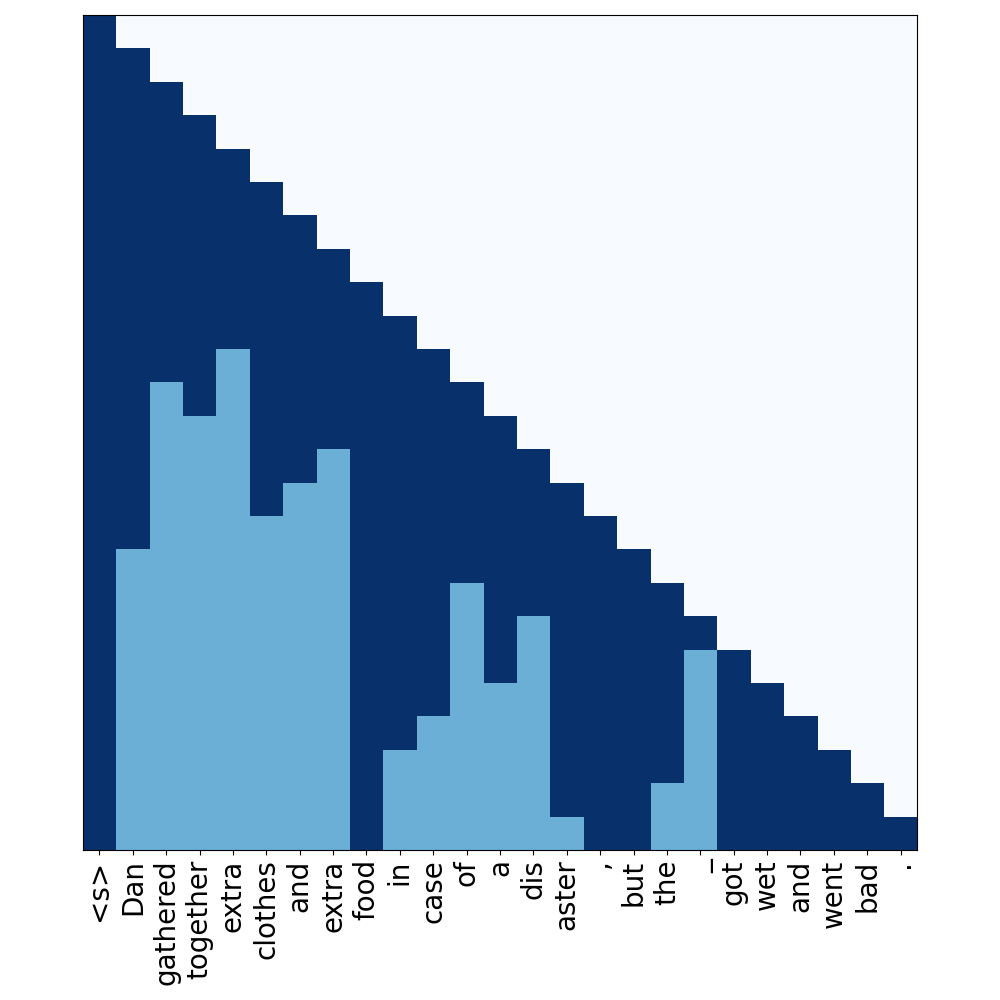 <s> Dan gathered together extra clothes and extra food in case of a dis aster , but the _ got wet and went bad .